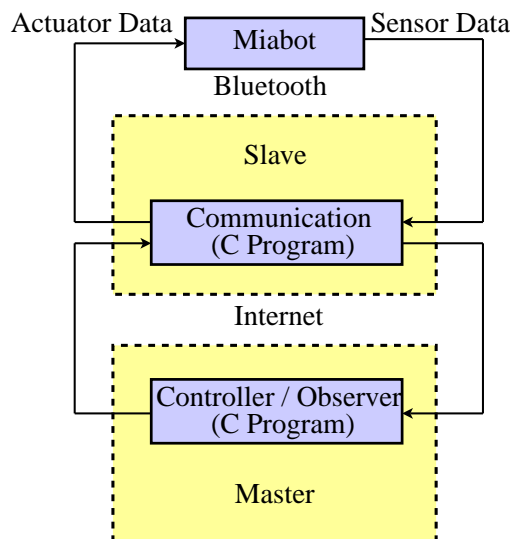 Actuator Data
Miabot
Sensor Data
Bluetooth
Slave
Communication
(C Program)
Internet
Controller / Observer
(C Program)
Master